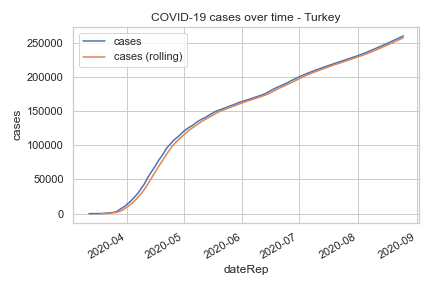 COVID-19 cases over time - Turkey
cases
cases (rolling)
250000
200000
150000
100000
50000
0
cases
2020-04
2020-05
2020-06
2020-07
2020-08
2020-09
dateRep